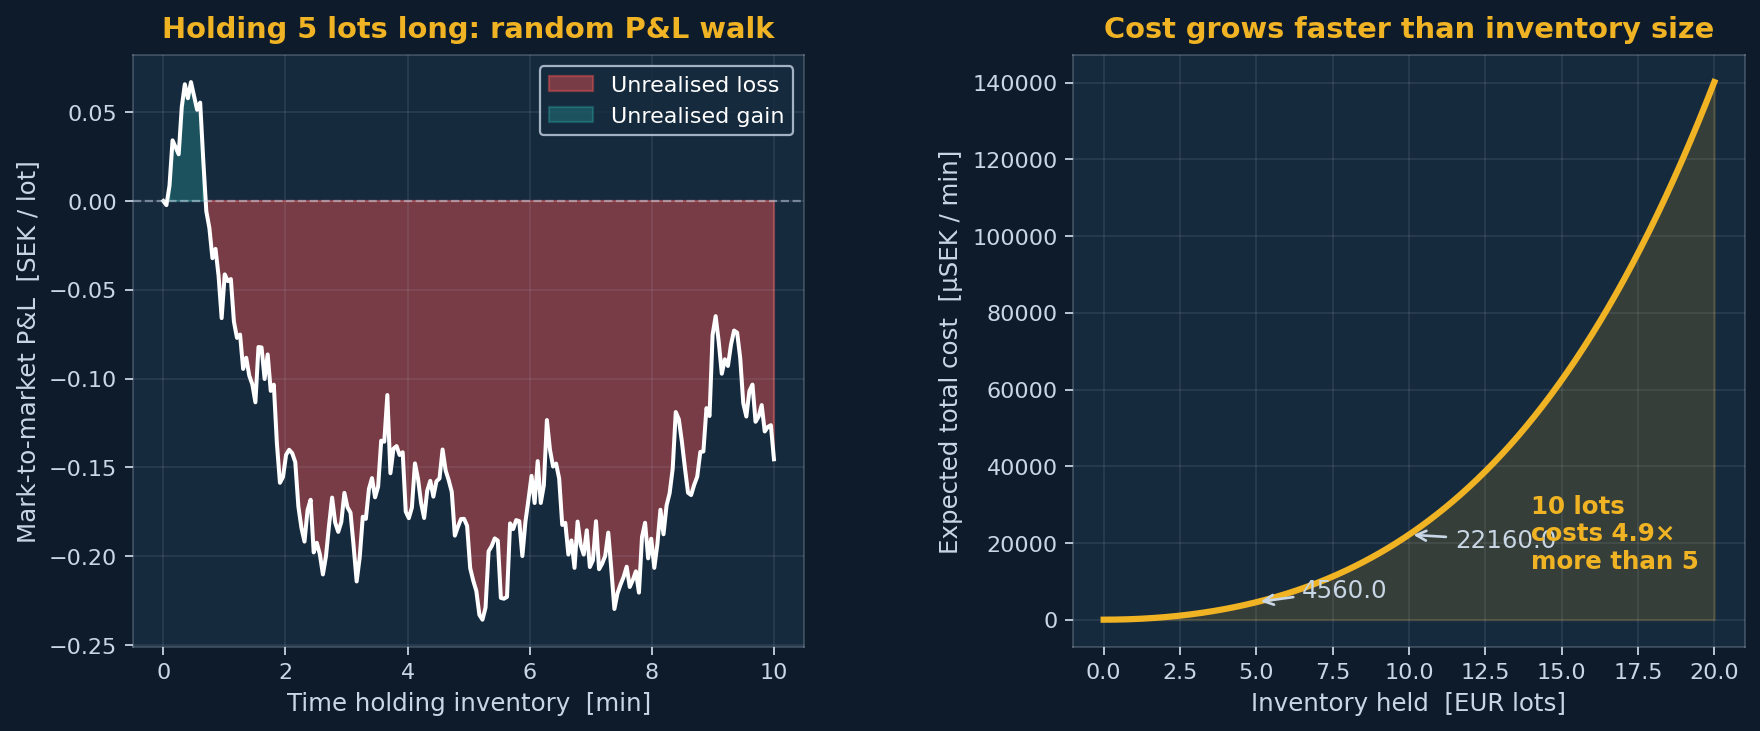 Holding 5 lots long: random P&L walk
Unrealised loss
Unrealised gain
Mark-to-market P&L [SEK / lot]
0.05
0.00
−0.05
−0.10
−0.15
−0.20
−0.25
0 2 4 6 8 10
Time holding inventory [min]
Cost grows faster than inventory size
Expected total cost [µSEK / min]
140000
120000
100000
80000
60000
40000
20000
0
10 lots
costs 4.9×
more than 5
22160.0
4560.0
0.0 2.5 5.0 7.5 10.0 12.5 15.0 17.5 20.0
Inventory held [EUR lots]